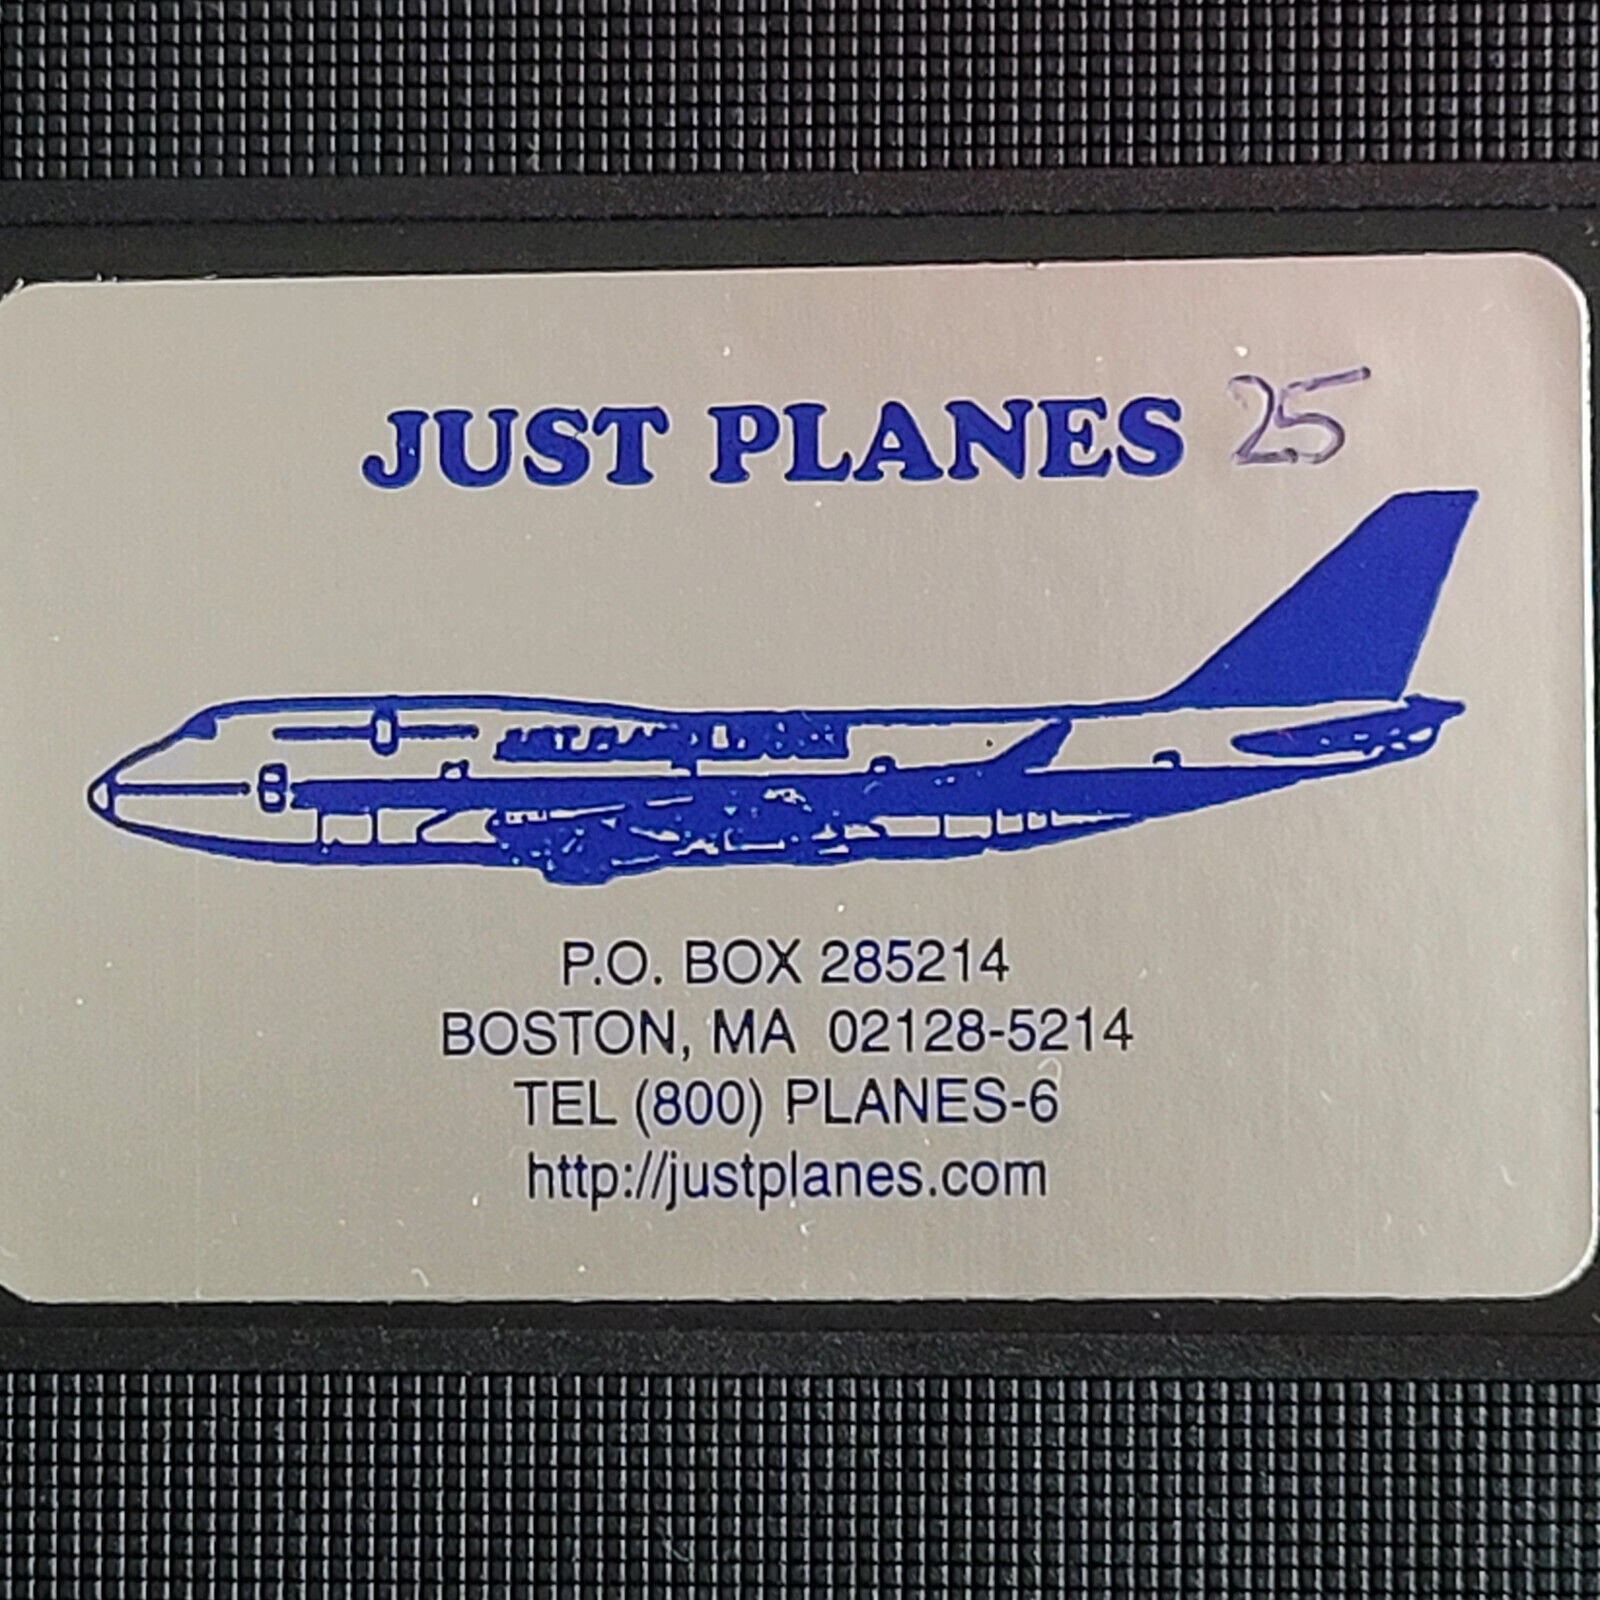 JUST PLANES 25
P.O. BOX 285214
BOSTON, MA 02128-5214
TEL (800) PLANES-6
http://justplanes.com